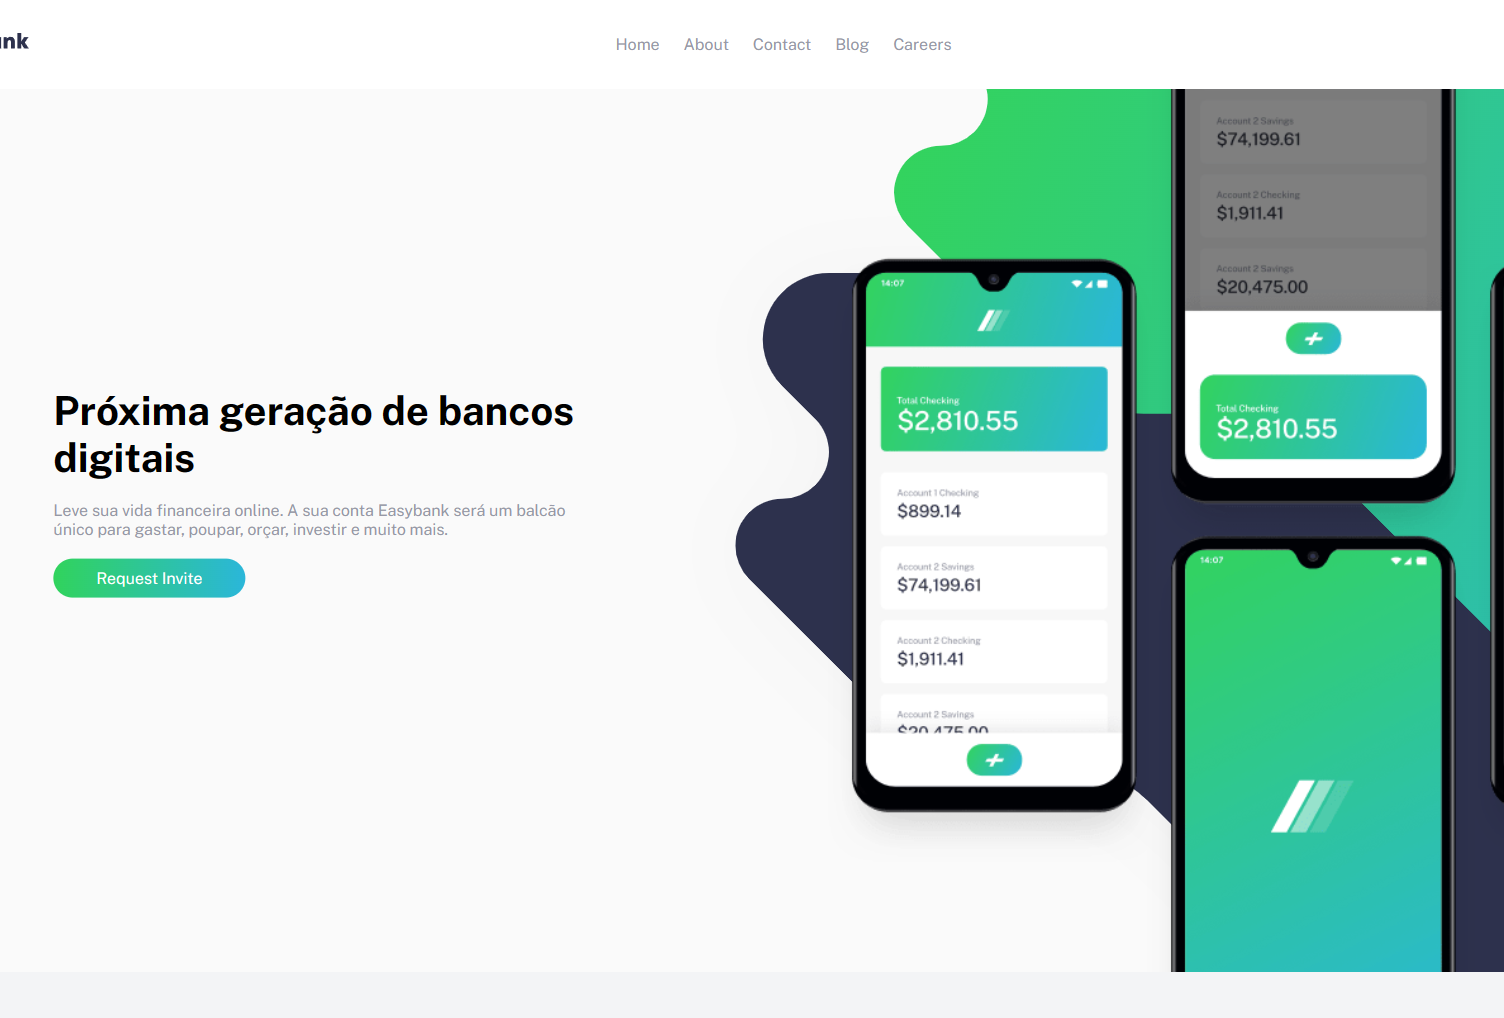 Home About Contact Blog Careers
Próxima geração de bancos
digitais
Leve sua vida financeira online. A sua conta Easybank será um balcão
único para gastar, poupar, orçar, investir e muito mais.
Request Invite
14:07
Total Checking
$2,810.55
Account 1 Checking
$899.14
Account 2 Savings
$74,199.61
Account 2 Checking
$1,911.41
Account 2 Savings
$20,475.00
Account 2 Savings
$74,199.61
Account 2 Checking
$1,911.41
Account 2 Savings
$20,475.00
Total Checking
$2,810.55
14:07